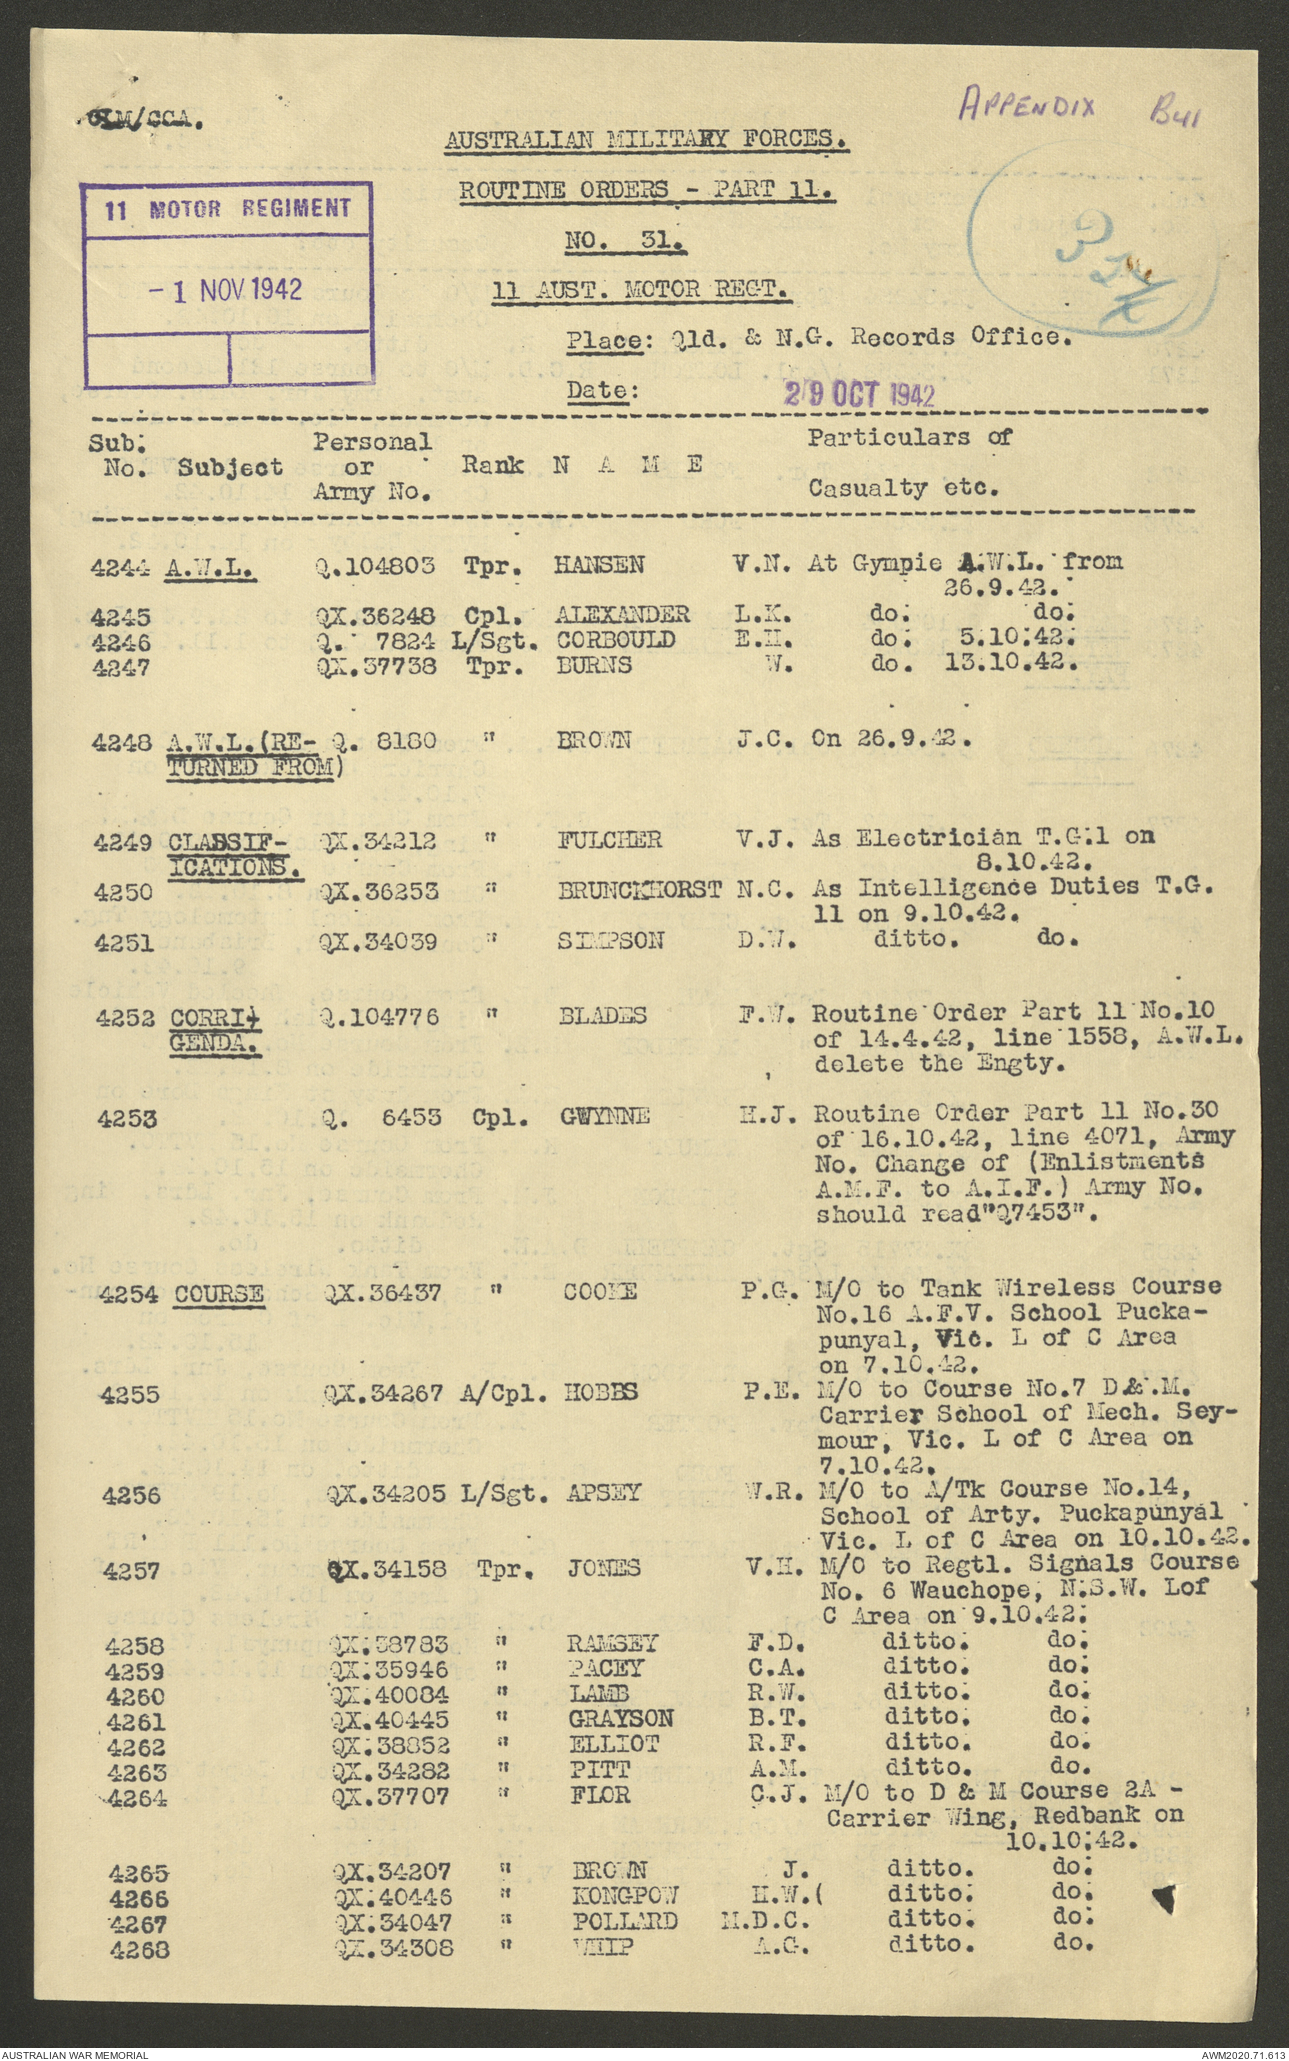 GLM/CCA.
APPENDIX B41
AUSTRALIAN MILITARY FORCES.
ROUTINE ORDERS - PART 11.
11 MOTOR REGIMENT
NO. 31.
- 1 NOV 1942
11 AUST. MOTOR REGT.
Place: Qld. & N.G. Records Office.
Date: 29 OCT 1942
Sub. Personal Particulars of
No. Subject or Rank N A M E
Army No. Casualty etc.
4244 A.W.L. Q.104803 Tpr. HANSEN V.N. At Gympie A.W.L. from
26.9.42.
4245 QX.36248 Cpl. ALEXANDER L.K. do. do.
4246 Q. 7824 L/Sgt. CORBOULD E.H. do. 5.10.42.
4247 QX.37738 Tpr. BURNS W. do. 13.10.42.
4248 A.W.L.(RE- Q. 8180 " BROWN J.C. On 26.9.42.
TURNED FROM)
4249 CLASSIF- QX.34212 " FULCHER V.J. As Electrician T.G.1 on
ICATIONS. 8.10.42.
4250 QX.36253 " BRUNCKHORST N.C. As Intelligence Duties T.G.
11 on 9.10.42.
4251 QX.34039 " SIMPSON D.W. ditto. do.
4252 CORRI- Q.104776 " BLADES F.W. Routine Order Part 11 No.10
GENDA. of 14.4.42, line 1558, A.W.L.
delete the Engty.
4253 Q. 6453 Cpl. GWYNNE H.J. Routine Order Part 11 No.30
of 16.10.42, line 4071, Army
No. Change of (Enlistments
A.M.F. to A.I.F.) Army No.
should read"Q7453".
4254 COURSE QX.36437 " COOKE P.G. M/O to Tank Wireless Course
No.16 A.F.V. School Pucka-
punyal, Vic. L of C Area
on 7.10.42.
4255 QX.34267 A/Cpl. HOBBS P.E. M/O to Course No.7 D.&.M.
Carrier School of Mech. Sey-
mour, Vic. L of C Area on
7.10.42.
4256 QX.34205 L/Sgt. APSEY W.R. M/O to A/Tk Course No.14,
School of Arty. Puckapunyal
Vic. L of C Area on 10.10.42.
4257 QX.34158 Tpr. JONES V.H. M/O to Regtl. Signals Course
No. 6 Wauchope, N.S.W. Lof
C Area on 9.10.42.
4258 QX.38783 " RAMSEY F.D. ditto. do.
4259 QX.35946 " PACEY C.A. ditto. do.
4260 QX.40084 " LAMB R.W. ditto. do.
4261 QX.40445 " GRAYSON B.T. ditto. do.
4262 QX.38852 " ELLIOT R.F. ditto. do.
4263 QX.34282 " PITT A.M. ditto. do.
4264 QX.37707 " FLOR C.J. M/O to D & M Course 2A -
Carrier Wing, Redbank on
10.10.42.
4265 QX.34207 " BROWN J. ditto. do.
4266 QX.40446 " KONGPOW H.W.( ditto. do.
4267 QX.34047 " POLLARD M.D.C. ditto. do.
4268 QX.34308 " WHIP A.G. ditto. do.
AUSTRALIAN WAR MEMORIAL AWM2020.71.613